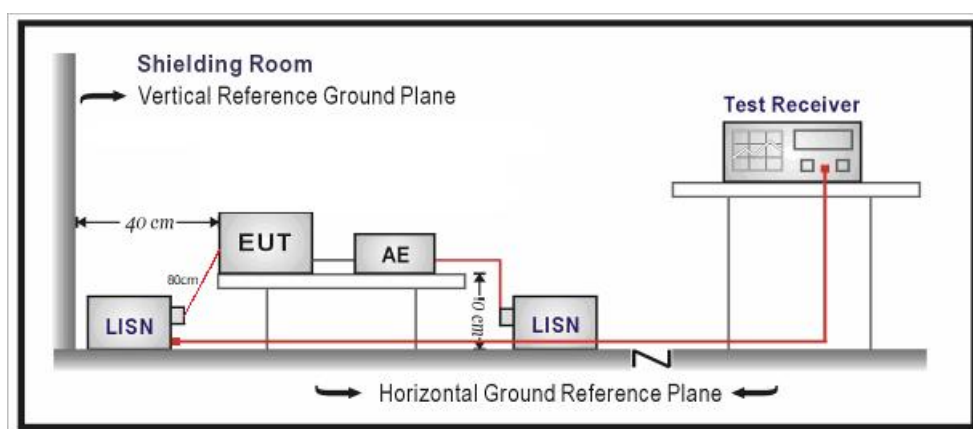 Shielding Room
Vertical Reference Ground Plane
Test Receiver
40 cm
EUT
AE
80cm
10 cm
LISN
LISN
Horizontal Ground Reference Plane